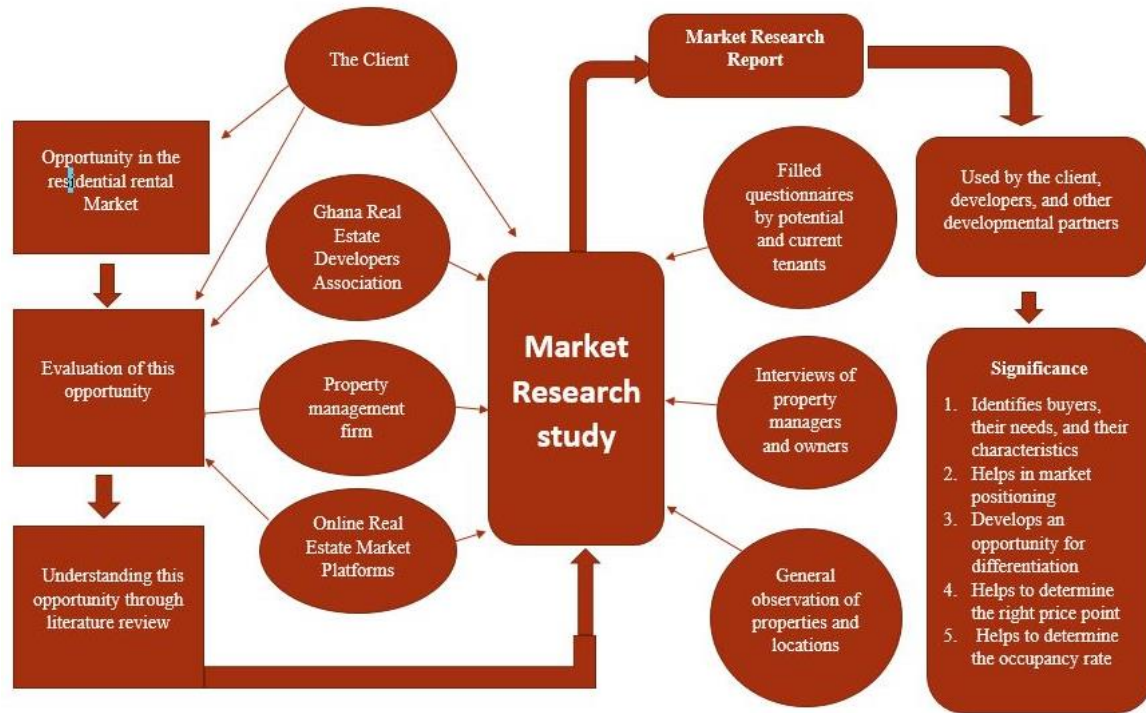 The Client
Opportunity in the
residential rental
Market
Ghana Real
Estate
Developers
Association
Evaluation of this
opportunity
Property
management
firm
Understanding this
opportunity through
literature review
Online Real
Estate Market
Platforms
Market
Research
study
Market Research
Report
Filled
questionnaires
by potential
and current
tenants
Interviews of
property
managers
and owners
General
observation of
properties and
locations
Used by the client,
developers, and other
developmental partners
Significance
1. Identifies buyers,
their needs, and their
characteristics
2. Helps in market
positioning
3. Develops an
opportunity for
differentiation
4. Helps to determine
the right price point
5. Helps to determine
the occupancy rate